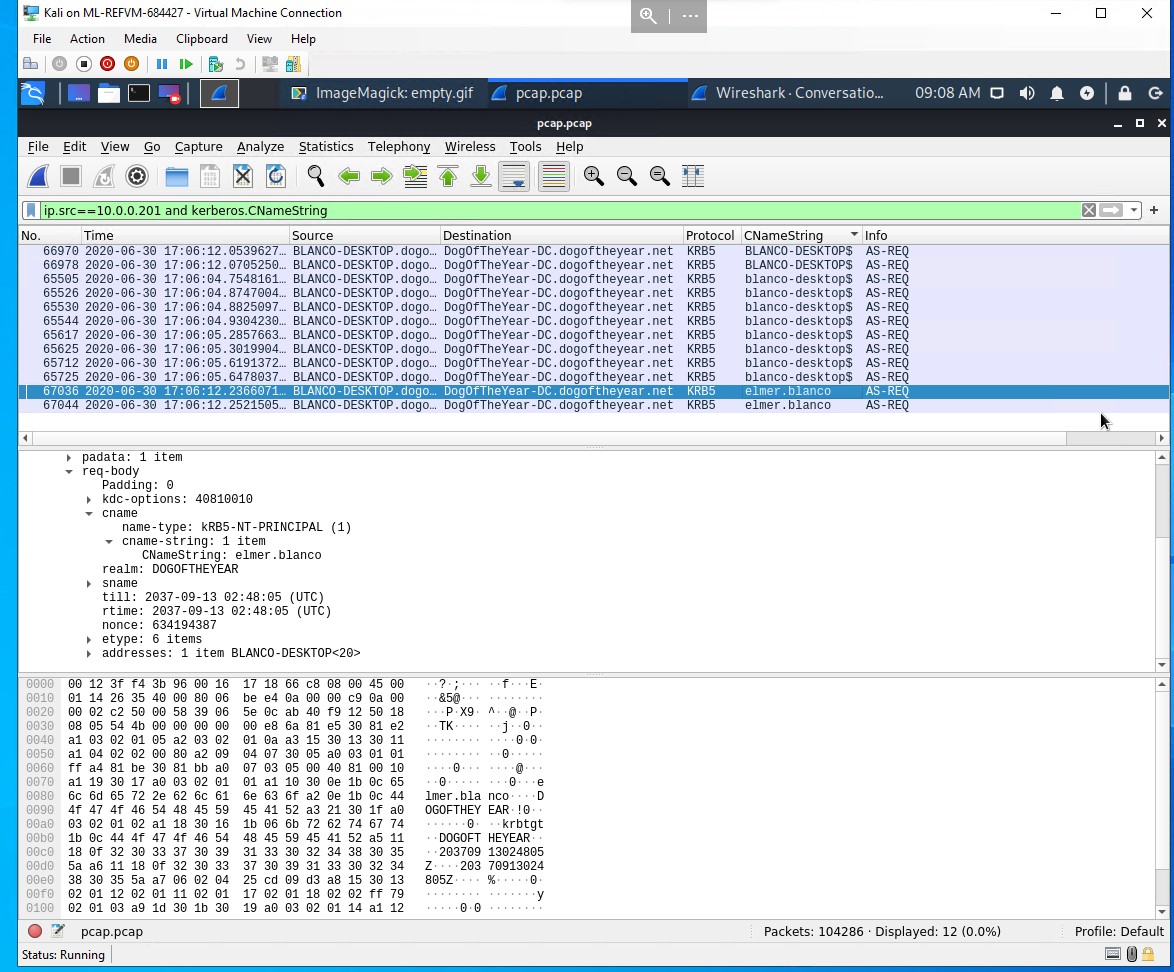 Kali on ML-REFVM-684427 - Virtual Machine Connection
File Action Media Clipboard View Help
ImageMagick: empty.gif pcap.pcap Wireshark · Conversatio... 09:08 AM
pcap.pcap
File Edit View Go Capture Analyze Statistics Telephony Wireless Tools Help
ip.src==10.0.0.201 and kerberos.CNameString
No. Time Source Destination Protocol CNameString Info
66970 2020-06-30 17:06:12.0539627… BLANCO-DESKTOP.dogo… DogOfTheYear-DC.dogoftheyear.net KRB5 BLANCO-DESKTOP$ AS-REQ
66978 2020-06-30 17:06:12.0705250… BLANCO-DESKTOP.dogo… DogOfTheYear-DC.dogoftheyear.net KRB5 BLANCO-DESKTOP$ AS-REQ
65505 2020-06-30 17:06:04.7548161… BLANCO-DESKTOP.dogo… DogOfTheYear-DC.dogoftheyear.net KRB5 blanco-desktop$ AS-REQ
65526 2020-06-30 17:06:04.8747004… BLANCO-DESKTOP.dogo… DogOfTheYear-DC.dogoftheyear.net KRB5 blanco-desktop$ AS-REQ
65530 2020-06-30 17:06:04.8825097… BLANCO-DESKTOP.dogo… DogOfTheYear-DC.dogoftheyear.net KRB5 blanco-desktop$ AS-REQ
65544 2020-06-30 17:06:04.9304230… BLANCO-DESKTOP.dogo… DogOfTheYear-DC.dogoftheyear.net KRB5 blanco-desktop$ AS-REQ
65617 2020-06-30 17:06:05.2857663… BLANCO-DESKTOP.dogo… DogOfTheYear-DC.dogoftheyear.net KRB5 blanco-desktop$ AS-REQ
65625 2020-06-30 17:06:05.3019904… BLANCO-DESKTOP.dogo… DogOfTheYear-DC.dogoftheyear.net KRB5 blanco-desktop$ AS-REQ
65712 2020-06-30 17:06:05.6191372… BLANCO-DESKTOP.dogo… DogOfTheYear-DC.dogoftheyear.net KRB5 blanco-desktop$ AS-REQ
65725 2020-06-30 17:06:05.6478037… BLANCO-DESKTOP.dogo… DogOfTheYear-DC.dogoftheyear.net KRB5 blanco-desktop$ AS-REQ
67036 2020-06-30 17:06:12.2366071… BLANCO-DESKTOP.dogo… DogOfTheYear-DC.dogoftheyear.net KRB5 elmer.blanco AS-REQ
67044 2020-06-30 17:06:12.2521505… BLANCO-DESKTOP.dogo… DogOfTheYear-DC.dogoftheyear.net KRB5 elmer.blanco AS-REQ
padata: 1 item
req-body
Padding: 0
kdc-options: 40810010
cname
name-type: kRB5-NT-PRINCIPAL (1)
cname-string: 1 item
CNameString: elmer.blanco
realm: DOGOFTHEYEAR
sname
till: 2037-09-13 02:48:05 (UTC)
rtime: 2037-09-13 02:48:05 (UTC)
nonce: 634194387
etype: 6 items
addresses: 1 item BLANCO-DESKTOP<20>
0000 00 12 3f f4 3b 96 00 16 17 18 66 c8 08 00 45 00 ··?·;··· ··f···E·
0010 01 14 26 35 40 00 80 06 be e4 0a 00 00 c9 0a 00 ··&5@··· ········
0020 00 02 c2 50 00 58 39 06 5e 0c ab 40 f9 12 50 18 ···P·X9· ^··@··P·
0030 08 05 54 4b 00 00 00 00 00 e8 6a 81 e5 30 81 e2 ··TK···· ··j··0··
0040 a1 03 02 01 05 a2 03 02 01 0a a3 15 30 13 30 11 ········ ····0·0·
0050 a1 04 02 02 00 80 a2 09 04 07 30 05 a0 03 01 01 ········ ··0·····
0060 ff a4 81 be 30 81 bb a0 07 03 05 00 40 81 00 10 ····0··· ····@···
0070 a1 19 30 17 a0 03 02 01 01 a1 10 30 0e 1b 0c 65 ··0····· ···0···e
0080 6c 6d 65 72 2e 62 6c 61 6e 63 6f a2 0e 1b 0c 44 lmer.bla nco····D
0090 4f 47 4f 46 54 48 45 59 45 41 52 a3 21 30 1f a0 OGOFTHEY EAR·!0··
00a0 03 02 01 02 a1 18 30 16 1b 06 6b 72 62 74 67 74 ······0· ··krbtgt
00b0 1b 0c 44 4f 47 4f 46 54 48 45 59 45 41 52 a5 11 ··DOGOFT HEYEAR··
00c0 18 0f 32 30 33 37 30 39 31 33 30 32 34 38 30 35 ··203709 13024805
00d0 5a a6 11 18 0f 32 30 33 37 30 39 31 33 30 32 34 Z····203 70913024
00e0 38 30 35 5a a7 06 02 04 25 cd 09 d3 a8 15 30 13 805Z···· %·····0·
00f0 02 01 12 02 01 11 02 01 17 02 01 18 02 02 ff 79 ········ ·······y
0100 02 01 03 a9 1d 30 1b 30 19 a0 03 02 01 14 a1 12 ·····0·0 ········
pcap.pcap Packets: 104286 · Displayed: 12 (0.0%) Profile: Default
Status: Running